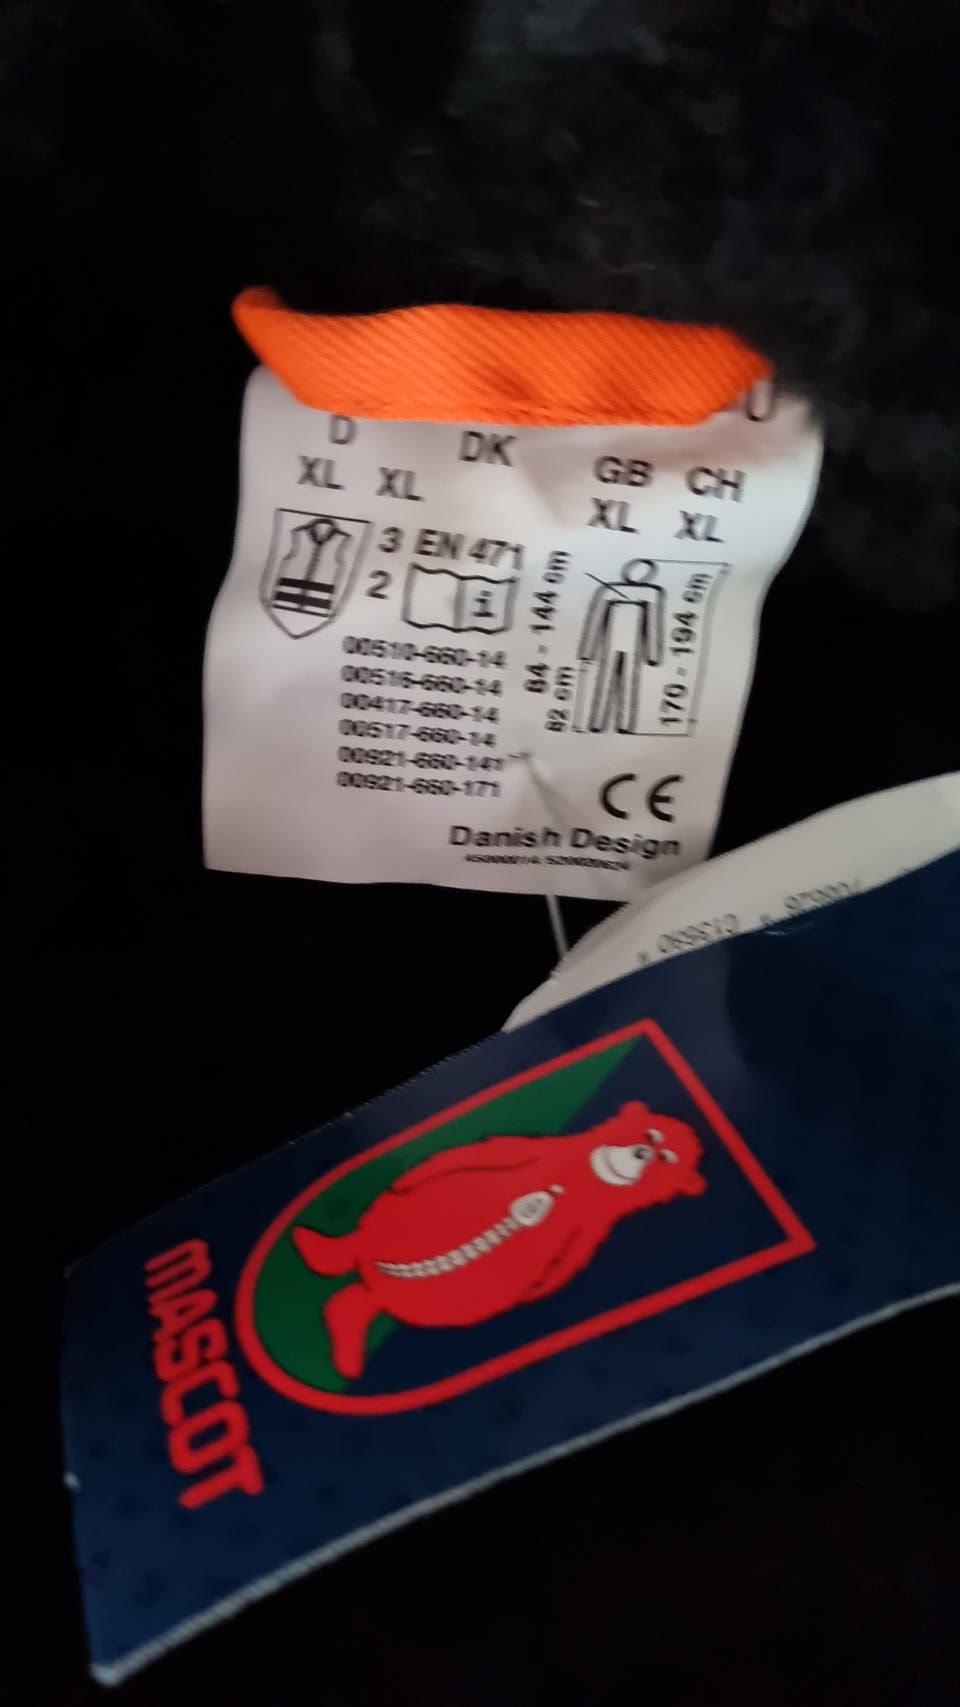 D DK GB CH
XL XL XL XL
3 EN 471
2 i
84 - 144 cm
82 cm
170 - 194 cm
00510-660-14
00516-660-14
00417-660-14
00517-660-14
00921-660-141
00921-660-171
CE
Danish Design
MASCOT